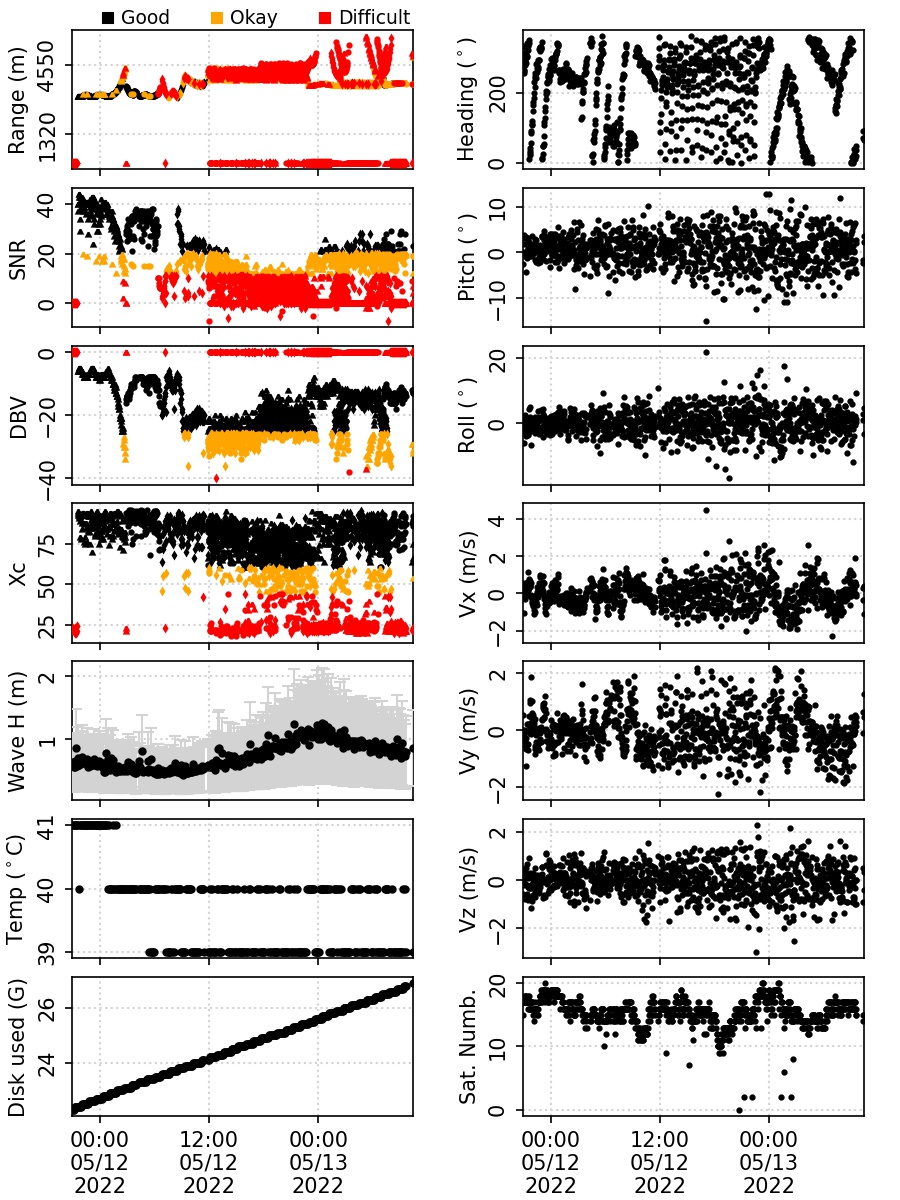 Good Okay Difficult
Range (m)
4550
1320
Heading (°)
200
0
SNR
40
20
0
Pitch (°)
10
0
−10
DBV
0
−20
−40
Roll (°)
20
0
Xc
75
50
25
Vx (m/s)
4
2
0
−2
Wave H (m)
2
1
Vy (m/s)
2
0
−2
Temp (°C)
41
40
39
Vz (m/s)
2
0
−2
Disk used (G)
26
24
Sat. Numb.
20
10
0
00:00 12:00 00:00
05/12 05/12 05/13
2022 2022 2022
00:00 12:00 00:00
05/12 05/12 05/13
2022 2022 2022